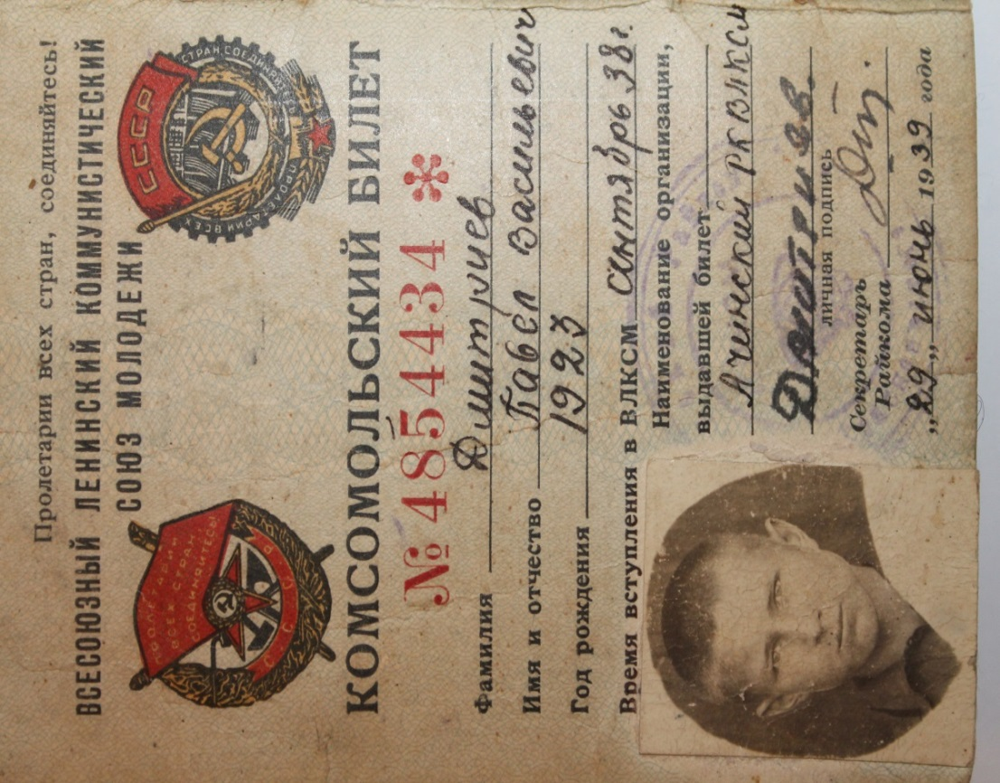 Пролетарии всех стран, соединяйтесь!
ВСЕСОЮЗНЫЙ ЛЕНИНСКИЙ КОММУНИСТИЧЕСКИЙ
СОЮЗ МОЛОДЕЖИ
ПРОЛЕТАРИИ
ВСЕХ СТРАН
СОЕДИНЯЙТЕСЬ!
СССР
СССР
ПРОЛЕТАРИИ ВСЕХ СТРАН СОЕДИНЯЙТЕСЬ
КОМСОМОЛЬСКИЙ БИЛЕТ
№ 4854434 *
Фамилия Дмитриев
Имя и отчество Павел Васильевич
Год рождения 1923
Время вступления в ВЛКСМ сентябрь 38 г.
Наименование организации,
выдавшей билет
Ачинский РК ВЛКСМ
Дмитриев
личная подпись
Секретарь
Райкома
„29„ июнь 1939 года